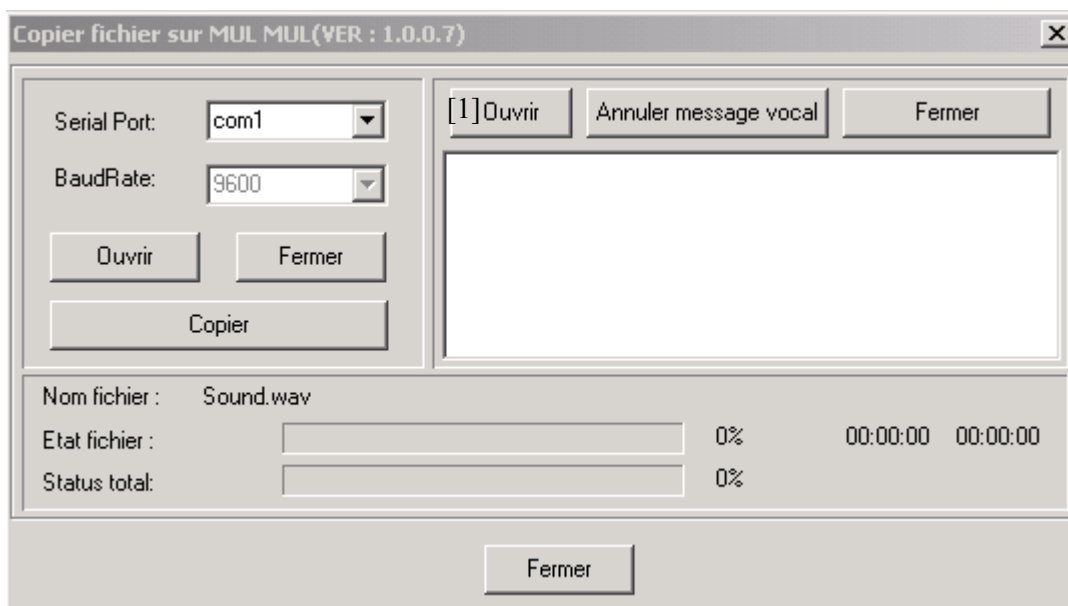 Copier fichier sur MUL MUL(VER : 1.0.0.7)
Serial Port: com1
BaudRate: 9600
Ouvrir Fermer
Copier
[1]Ouvrir Annuler message vocal Fermer
Nom fichier : Sound.wav
Etat fichier : 0% 00:00:00 00:00:00
Status total: 0%
Fermer